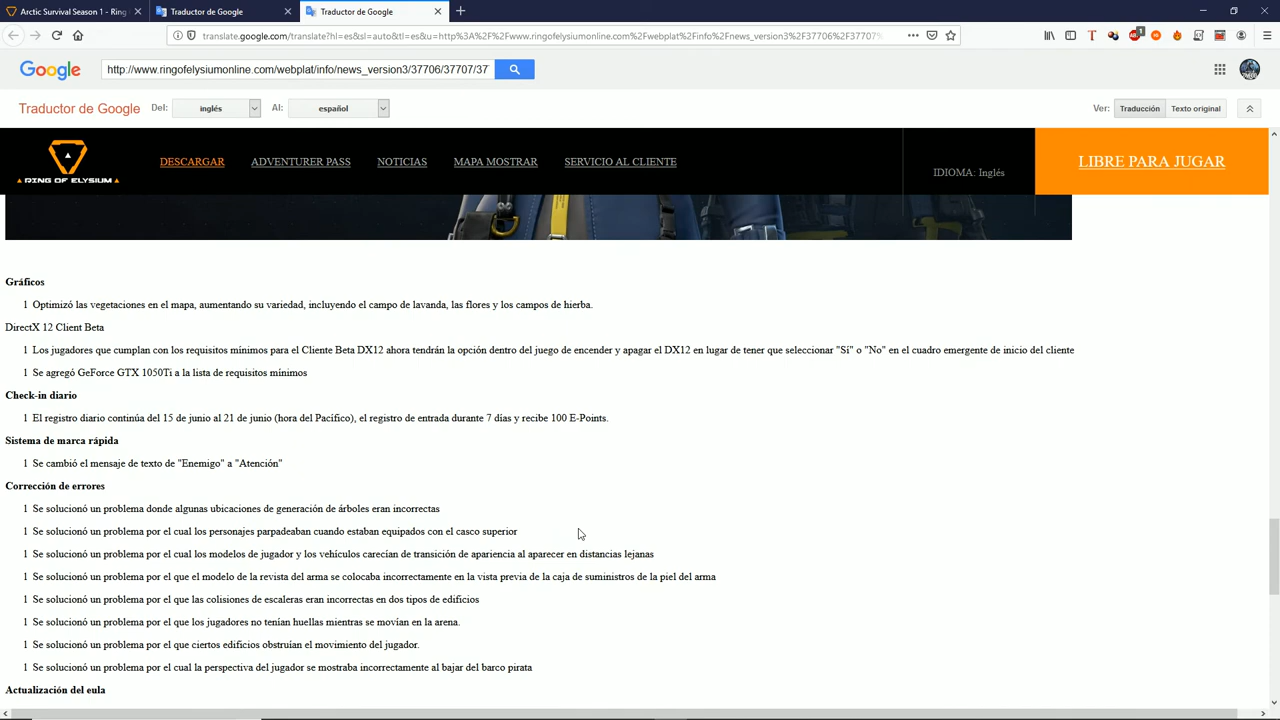 Arctic Survival Season 1 - Ring
Traductor de Google
Traductor de Google
translate.google.com/translate?hl=es&sl=auto&tl=es&u=http%3A%2F%2Fwww.ringofelysiumonline.com%2Fwebplat%2Finfo%2Fnews_version3%2F37706%2F37707%
1
Google
http://www.ringofelysiumonline.com/webplat/info/news_version3/37706/37707/37
Traductor de Google
Del:
inglés
Al:
español
Ver:
Traducción
Texto original
RING OF ELYSIUM
DESCARGAR
ADVENTURER PASS
NOTICIAS
MAPA MOSTRAR
SERVICIO AL CLIENTE
IDIOMA: Inglés
LIBRE PARA JUGAR
Gráficos
l Optimizó las vegetaciones en el mapa, aumentando su variedad, incluyendo el campo de lavanda, las flores y los campos de hierba.
DirectX 12 Client Beta
l Los jugadores que cumplan con los requisitos mínimos para el Cliente Beta DX12 ahora tendrán la opción dentro del juego de encender y apagar el DX12 en lugar de tener que seleccionar "Sí" o "No" en el cuadro emergente de inicio del cliente
l Se agregó GeForce GTX 1050Ti a la lista de requisitos mínimos
Check-in diario
l El registro diario continúa del 15 de junio al 21 de junio (hora del Pacífico), el registro de entrada durante 7 días y recibe 100 E-Points.
Sistema de marca rápida
l Se cambió el mensaje de texto de "Enemigo" a "Atención"
Corrección de errores
l Se solucionó un problema donde algunas ubicaciones de generación de árboles eran incorrectas
l Se solucionó un problema por el cual los personajes parpadeaban cuando estaban equipados con el casco superior
l Se solucionó un problema por el cual los modelos de jugador y los vehículos carecían de transición de apariencia al aparecer en distancias lejanas
l Se solucionó un problema por el que el modelo de la revista del arma se colocaba incorrectamente en la vista previa de la caja de suministros de la piel del arma
l Se solucionó un problema por el que las colisiones de escaleras eran incorrectas en dos tipos de edificios
l Se solucionó un problema por el que los jugadores no tenían huellas mientras se movían en la arena.
l Se solucionó un problema por el que ciertos edificios obstruían el movimiento del jugador.
l Se solucionó un problema por el cual la perspectiva del jugador se mostraba incorrectamente al bajar del barco pirata
Actualización del eula